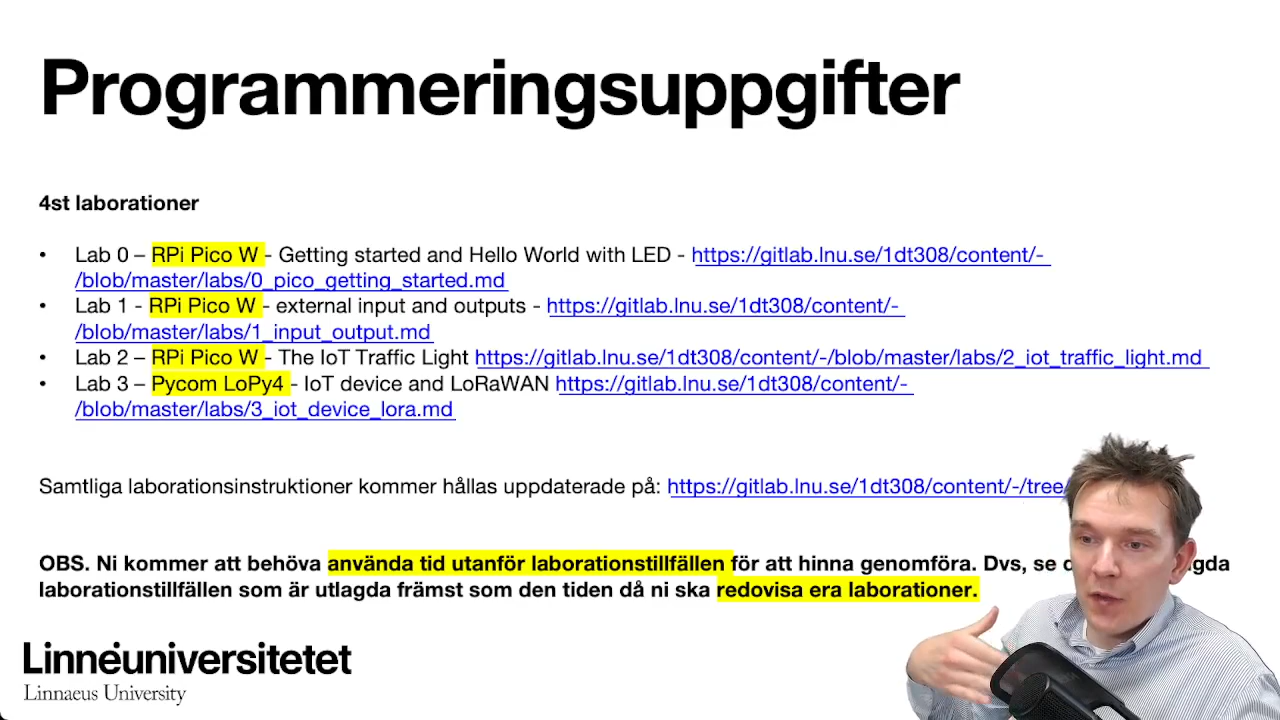 Programmeringsuppgifter
4st laborationer
• Lab 0 – RPi Pico W - Getting started and Hello World with LED - https://gitlab.lnu.se/1dt308/content/-
/blob/master/labs/0_pico_getting_started.md
• Lab 1 - RPi Pico W - external input and outputs - https://gitlab.lnu.se/1dt308/content/-
/blob/master/labs/1_input_output.md
• Lab 2 – RPi Pico W - The IoT Traffic Light https://gitlab.lnu.se/1dt308/content/-/blob/master/labs/2_iot_traffic_light.md
• Lab 3 – Pycom LoPy4 - IoT device and LoRaWAN https://gitlab.lnu.se/1dt308/content/-
/blob/master/labs/3_iot_device_lora.md
Samtliga laborationsinstruktioner kommer hållas uppdaterade på: https://gitlab.lnu.se/1dt308/content/-/tree/
OBS. Ni kommer att behöva använda tid utanför laborationstillfällen för att hinna genomföra. Dvs, se
laborationstillfällen som är utlagda främst som den tiden då ni ska redovisa era laborationer.
Linnéuniversitetet
Linnaeus University